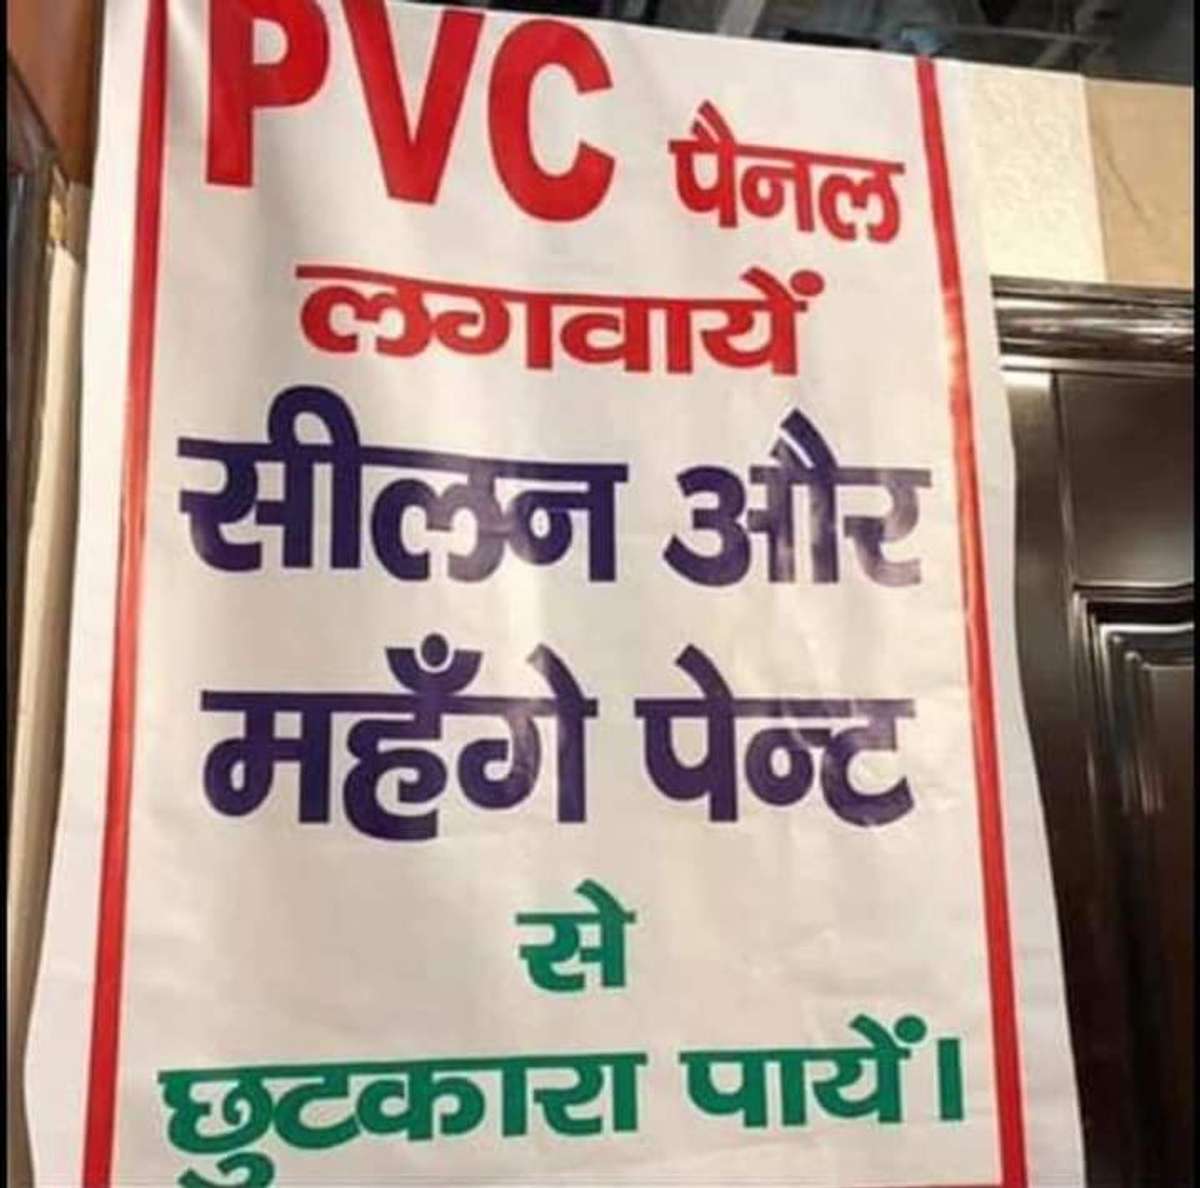 PVC पैनल
लगवायें
सीलन और
महँगे पेन्ट
से
छुटकारा पायें।